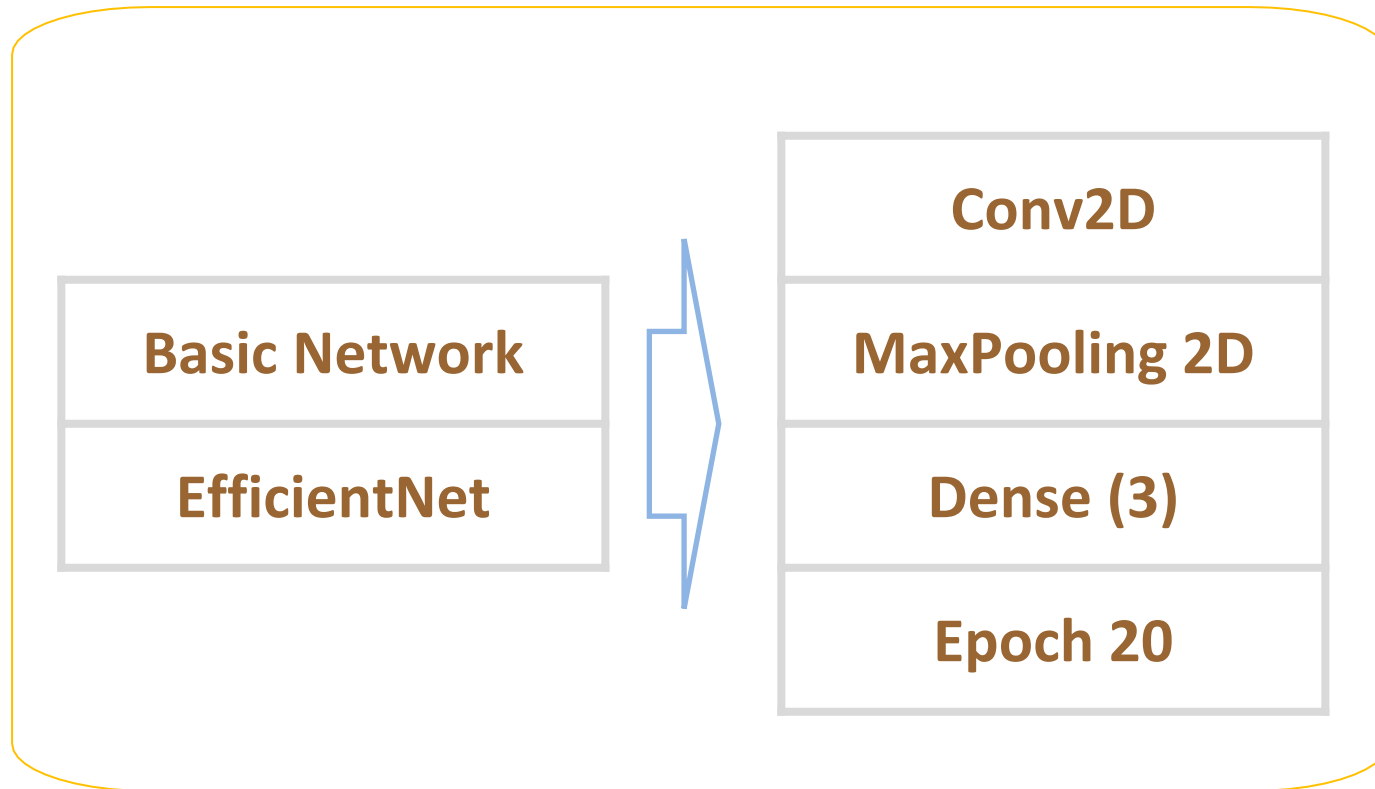 Basic Network
EfficientNet
Conv2D
MaxPooling 2D
Dense (3)
Epoch 20